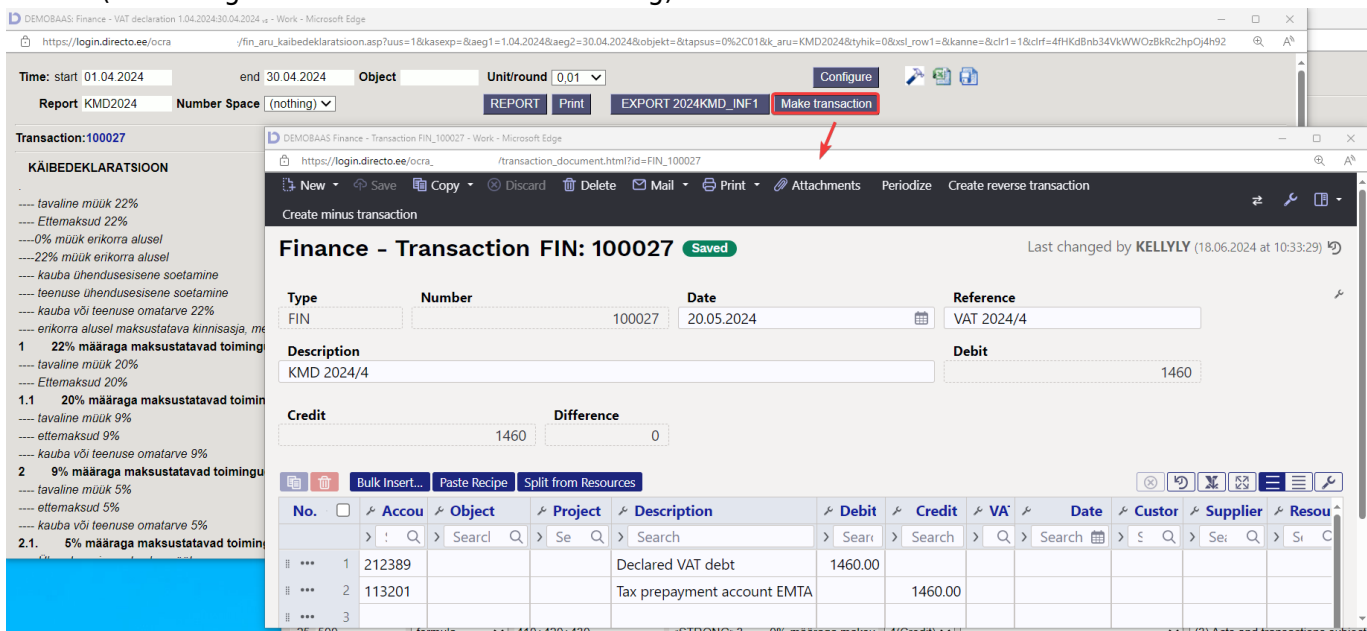 DEMOBAAS: Finance - VAT declaration 1.04.2024:30.04.2024 - Work - Microsoft Edge
https://login.directo.ee/ocra /fin_aru_kaibedeklaratsioon.asp?uus=1&kasexp=&aeg1=1.04.2024&aeg2=30.04.2024&objekt=&tapsus=0%2C01&k_aru=KMD2024&tyhik=0&xsl_row1=&kanne=&clr1=1&clrf=4fHKdBnb34VkWWOzBkRc2hpOj4h92
Time: start 01.04.2024 end 30.04.2024 Object Unit/round 0,01 Configure
Report KMD2024 Number Space (nothing) REPORT Print EXPORT 2024KMD_INF1 Make transaction
Transaction:100027
KÄIBEDEKLARATSIOON
.
---- tavaline müük 22%
---- Ettemaksud 22%
----0% müük erikorra alusel
----22% müük erikorra alusel
---- kauba ühendusesisene soetamine
---- teenuse ühendusesisene soetamine
---- kauba või teenuse omatarve 22%
---- erikorra alusel maksustatava kinnisasja, me
1 22% määraga maksustatavad toimingu
---- tavaline müük 20%
---- Ettemaksud 20%
1.1 20% määraga maksustatavad toimin
---- tavaline müük 9%
---- ettemaksud 9%
---- kauba või teenuse omatarve 9%
2 9% määraga maksustatavad toimingu
---- tavaline müük 5%
---- ettemaksud 5%
---- kauba või teenuse omatarve 5%
2.1. 5% määraga maksustatavad toiming
DEMOBAAS Finance - Transaction FIN_100027 - Work - Microsoft Edge
https://login.directo.ee/ocra_ /transaction_document.html?id=FIN_100027
New Save Copy Discard Delete Mail Print Attachments Periodize Create reverse transaction
Create minus transaction
Finance - Transaction FIN: 100027 Saved Last changed by KELLYLY (18.06.2024 at 10:33:29)
Type Number Date Reference
FIN 100027 20.05.2024 VAT 2024/4
Description Debit
KMD 2024/4 1460
Credit Difference
1460 0
Bulk Insert... Paste Recipe Split from Resources
No. Accou Object Project Description Debit Credit VA Date Custor Supplier Resou
Searcl Se Search Search Search S Se
1 212389 Declared VAT debt 1460.00
2 113201 Tax prepayment account EMTA 1460.00
3